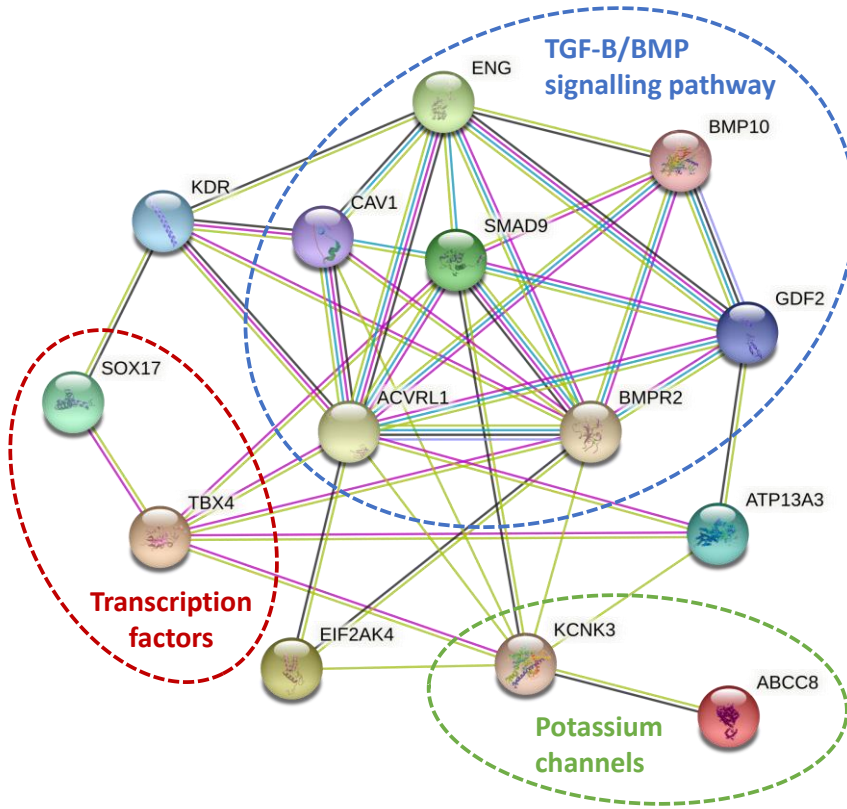 TGF-B/BMP
signalling pathway
ENG
BMP10
KDR
CAV1
SMAD9
GDF2
SOX17
ACVRL1
BMPR2
TBX4
ATP13A3
Transcription
factors
EIF2AK4
KCNK3
ABCC8
Potassium
channels